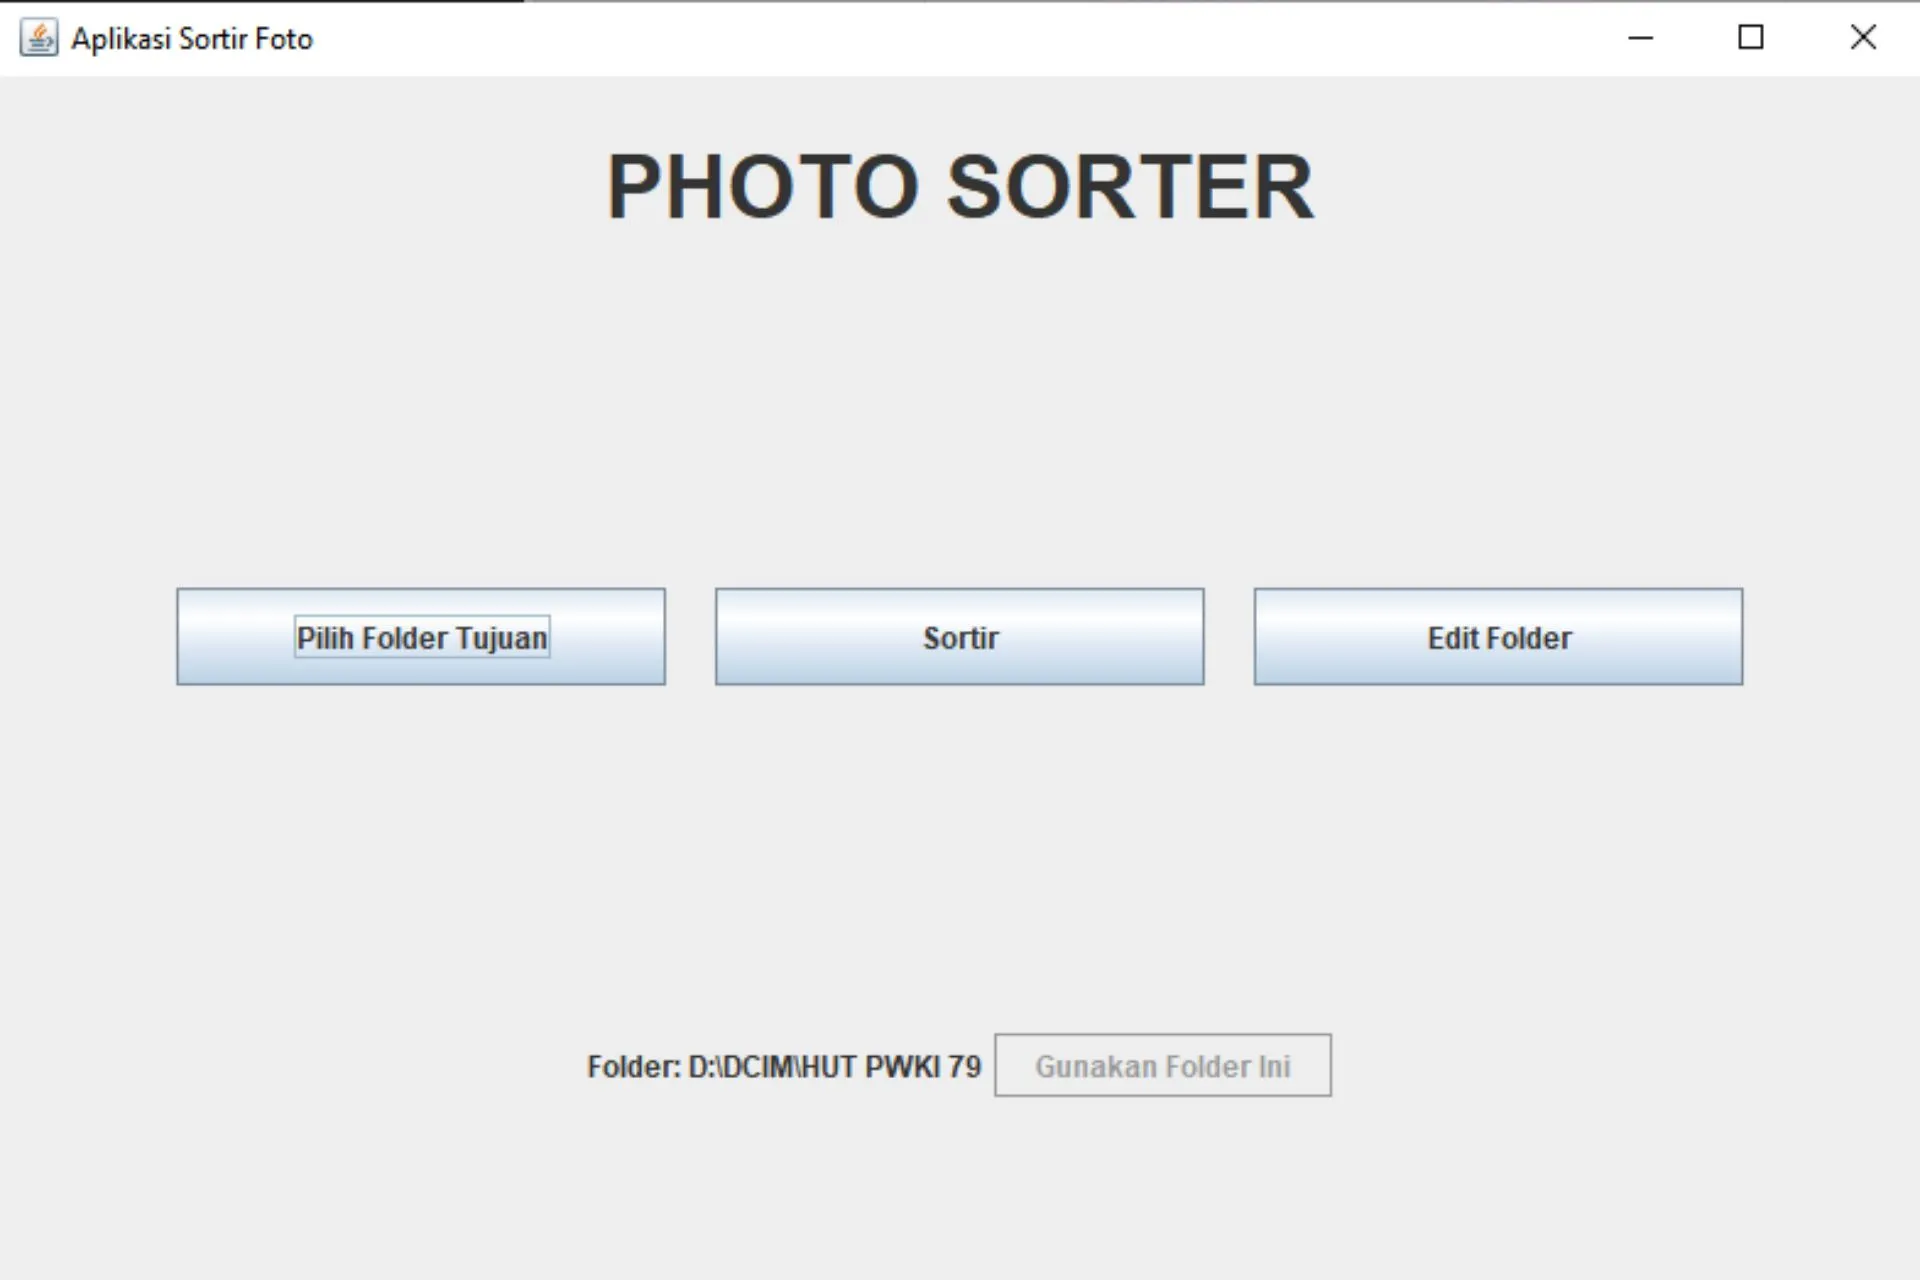 Aplikasi Sortir Foto
PHOTO SORTER
Pilih Folder Tujuan
Sortir
Edit Folder
Folder: D:\DCIM\HUT PWKI 79
Gunakan Folder Ini